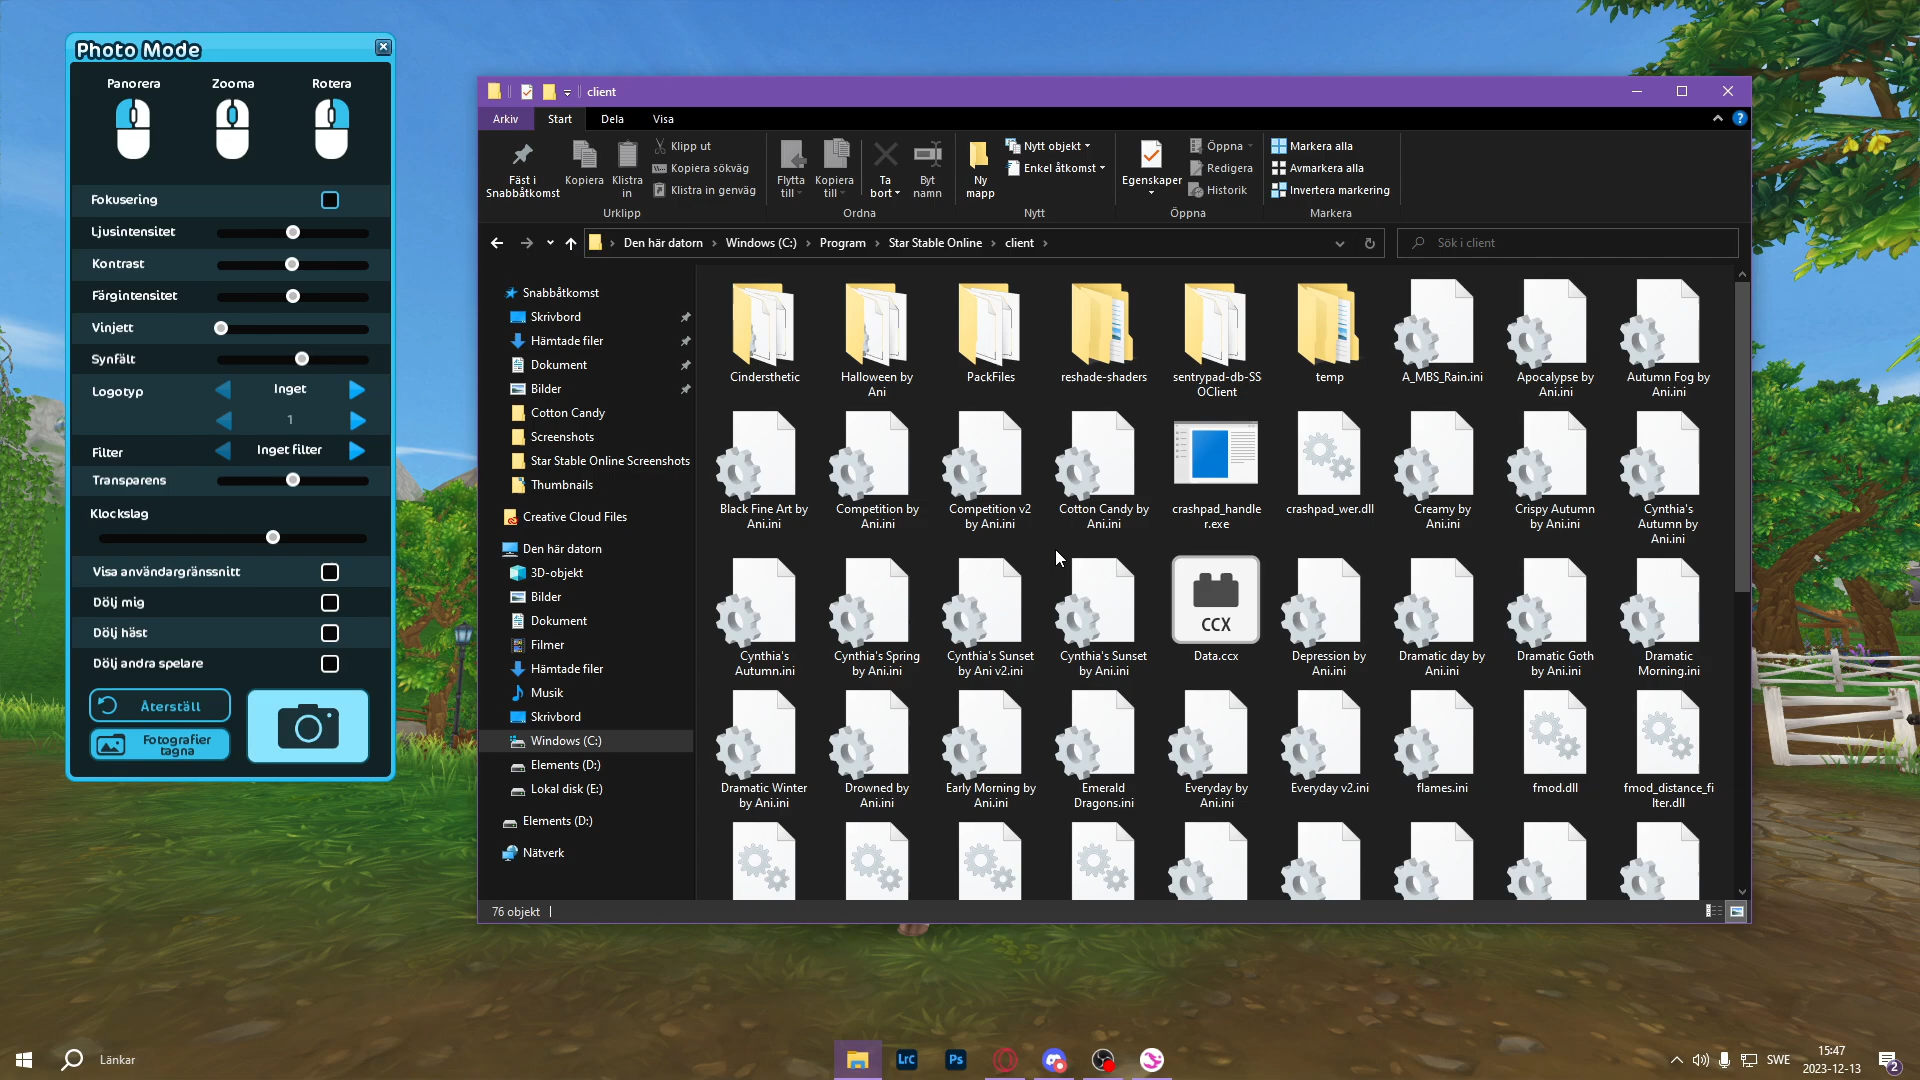 Photo Mode
Panorera Zooma Rotera
Fokusering
Ljusintensitet
Kontrast
Färgintensitet
Vinjett
Synfält
Logotyp Inget
1
Filter Inget filter
Transparens
Klockslag
Visa användargränssnitt
Dölj mig
Dölj häst
Dölj andra spelare
Återställ
Fotografier
tagna
client
Arkiv Start Dela Visa
Fäst i
Snabbåtkomst
Kopiera
Klistra
in
Klipp ut
Kopiera sökväg
Klistra in genväg
Urklipp
Flytta
till
Kopiera
till
Ta
bort
Byt
namn
Ordna
Ny
mapp
Nytt objekt
Enkel åtkomst
Nytt
Egenskaper
Öppna
Redigera
Historik
Öppna
Markera alla
Avmarkera alla
Invertera markering
Markera
Den här datorn Windows (C:) Program Star Stable Online client
Sök i client
Snabbåtkomst
Skrivbord
Hämtade filer
Dokument
Bilder
Cotton Candy
Screenshots
Star Stable Online Screenshots
Thumbnails
Creative Cloud Files
Den här datorn
3D-objekt
Bilder
Dokument
Filmer
Hämtade filer
Musik
Skrivbord
Windows (C:)
Elements (D:)
Lokal disk (E:)
Elements (D:)
Nätverk
Cindersthetic
Halloween by
Ani
PackFiles
reshade-shaders
sentrypad-db-SS
OClient
temp
A_MBS_Rain.ini
Apocalypse by
Ani.ini
Autumn Fog by
Ani.ini
Black Fine Art by
Ani.ini
Competition by
Ani.ini
Competition v2
by Ani.ini
Cotton Candy by
Ani.ini
crashpad_handle
r.exe
crashpad_wer.dll
Creamy by
Ani.ini
Crispy Autumn
by Ani.ini
Cynthia's
Autumn by
Ani.ini
Cynthia's
Autumn.ini
Cynthia's Spring
by Ani.ini
Cynthia's Sunset
by Ani v2.ini
Cynthia's Sunset
by Ani.ini
CCX
Data.ccx
Depression by
Ani.ini
Dramatic day by
Ani.ini
Dramatic Goth
by Ani.ini
Dramatic
Morning.ini
Dramatic Winter
by Ani.ini
Drowned by
Ani.ini
Early Morning by
Ani.ini
Emerald
Dragons.ini
Everyday by
Ani.ini
Everyday v2.ini
flames.ini
fmod.dll
fmod_distance_fi
lter.dll
76 objekt
Länkar
Lrc
Ps
SWE
15:47
2023-12-13
2